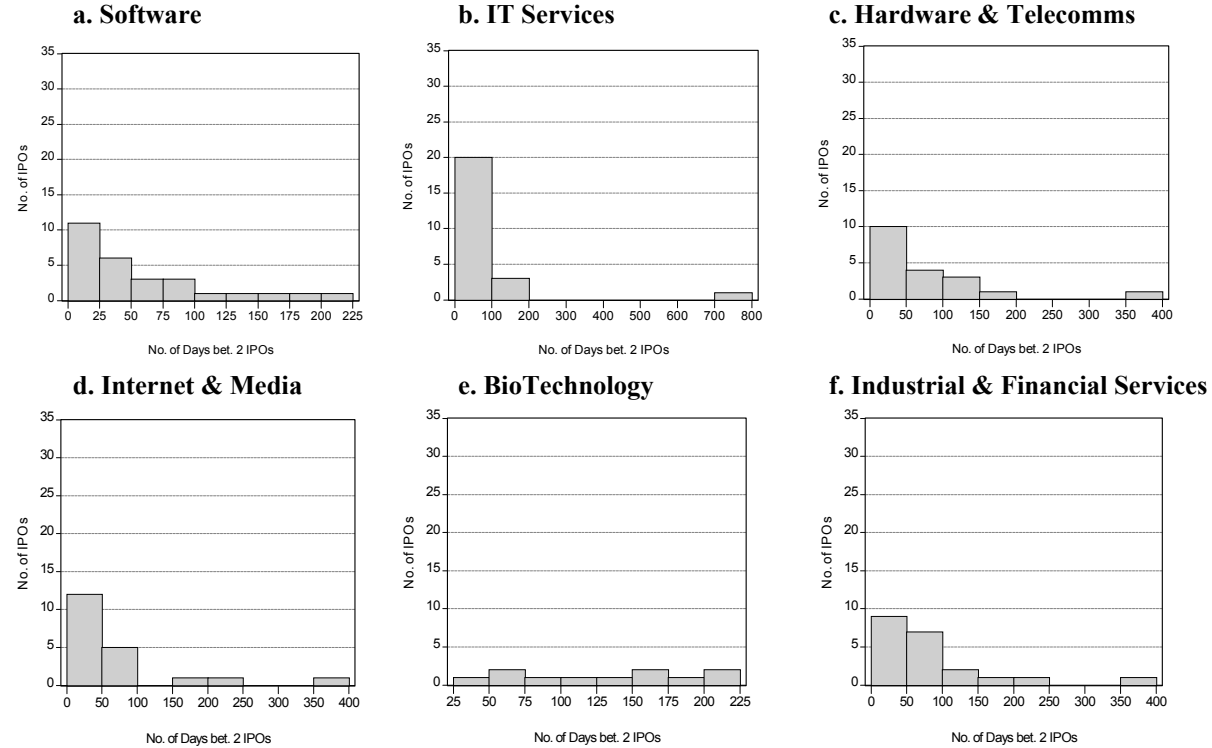 a. Software
35
30
25
20
15
10
5
0
No. of IPOs
0 25 50 75 100 125 150 175 200 225
No. of Days bet. 2 IPOs
b. IT Services
35
30
25
20
15
10
5
0
No. of IPOs
0 100 200 300 400 500 600 700 800
No. of Days bet. 2 IPOs
c. Hardware & Telecomms
35
30
25
20
15
10
5
0
No. of IPOs
0 50 100 150 200 250 300 350 400
No. of Days bet. 2 IPOs
d. Internet & Media
35
30
25
20
15
10
5
0
No. of IPOs
0 50 100 150 200 250 300 350 400
No. of Days bet. 2 IPOs
e. BioTechnology
35
30
25
20
15
10
5
0
No. of IPOs
25 50 75 100 125 150 175 200 225
No. of Days bet. 2 IPOs
f. Industrial & Financial Services
35
30
25
20
15
10
5
0
No. of IPOs
0 50 100 150 200 250 300 350 400
No. of Days bet. 2 IPOs